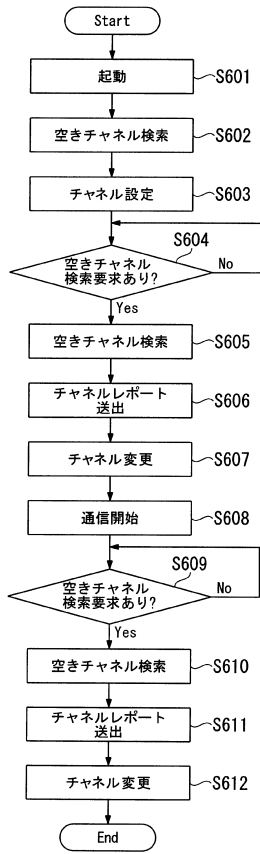 Start
起動
S601
空きチャネル検索
S602
チャネル設定
S603
S604
空きチャネル
検索要求あり?
No
Yes
空きチャネル検索
S605
チャネルレポート
送出
S606
チャネル変更
S607
通信開始
S608
S609
空きチャネル
検索要求あり?
No
Yes
空きチャネル検索
S610
チャネルレポート
送出
S611
チャネル変更
S612
End